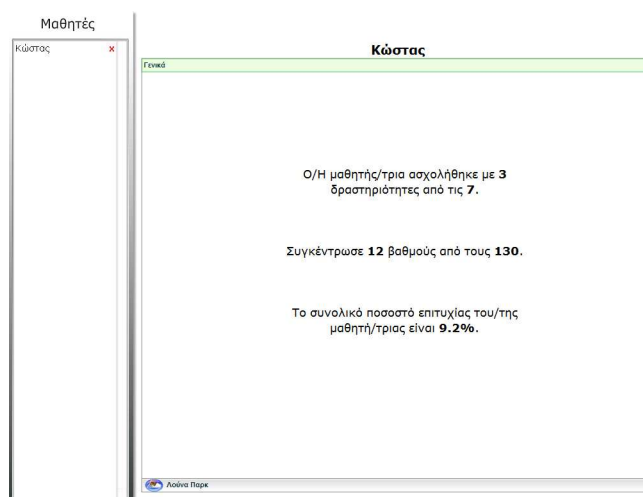 Μαθητές
Κώστας x
Κώστας
Γενικά
Ο/Η μαθητής/τρια ασχολήθηκε με 3
δραστηριότητες από τις 7.
Συγκέντρωσε 12 βαθμούς από τους 130.
Το συνολικό ποσοστό επιτυχίας του/της
μαθητή/τριας είναι 9.2%.
Λούνα Παρκ